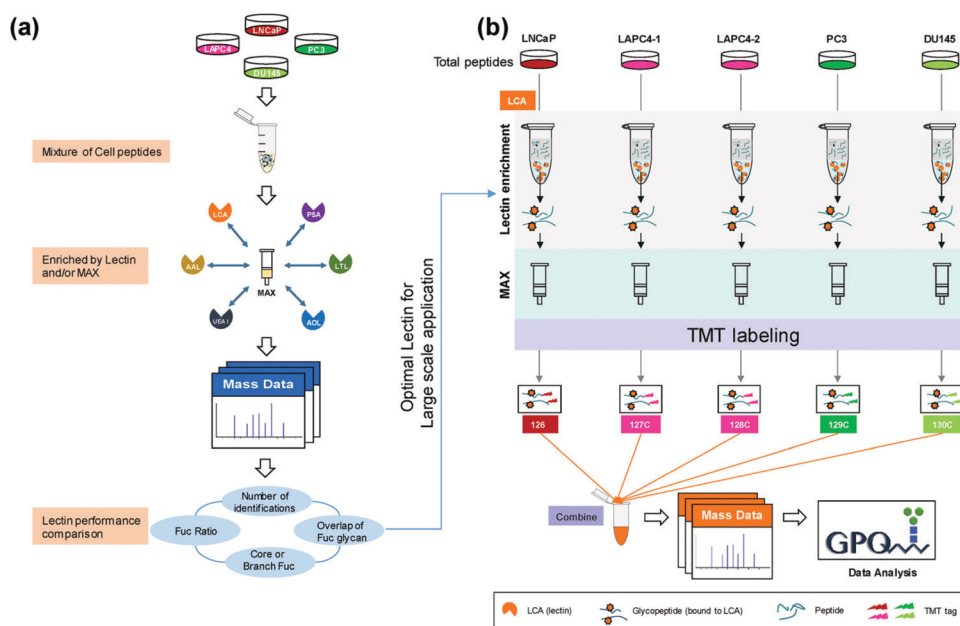 (a)
LNCaP
LAPC4
PC3
DU145
Mixture of Cell peptides
LCA
PSA
Enriched by Lectin
and/or MAX
AAL
LTL
MAX
UEA I
AOL
Mass Data
Number of
identifications
Lectin performance
comparison
Fuc Ratio
Overlap of
Fuc glycan
Core or
Branch Fuc
Optimal Lectin for
Large scale application
(b)
LNCaP
LAPC4-1
LAPC4-2
PC3
DU145
Total peptides
LCA
Lectin enrichment
MAX
TMT labeling
126
127C
128C
129C
130C
Combine
Mass Data
GPQ
Data Analysis
LCA (lectin)
Glycopeptide (bound to LCA)
Peptide
TMT tag